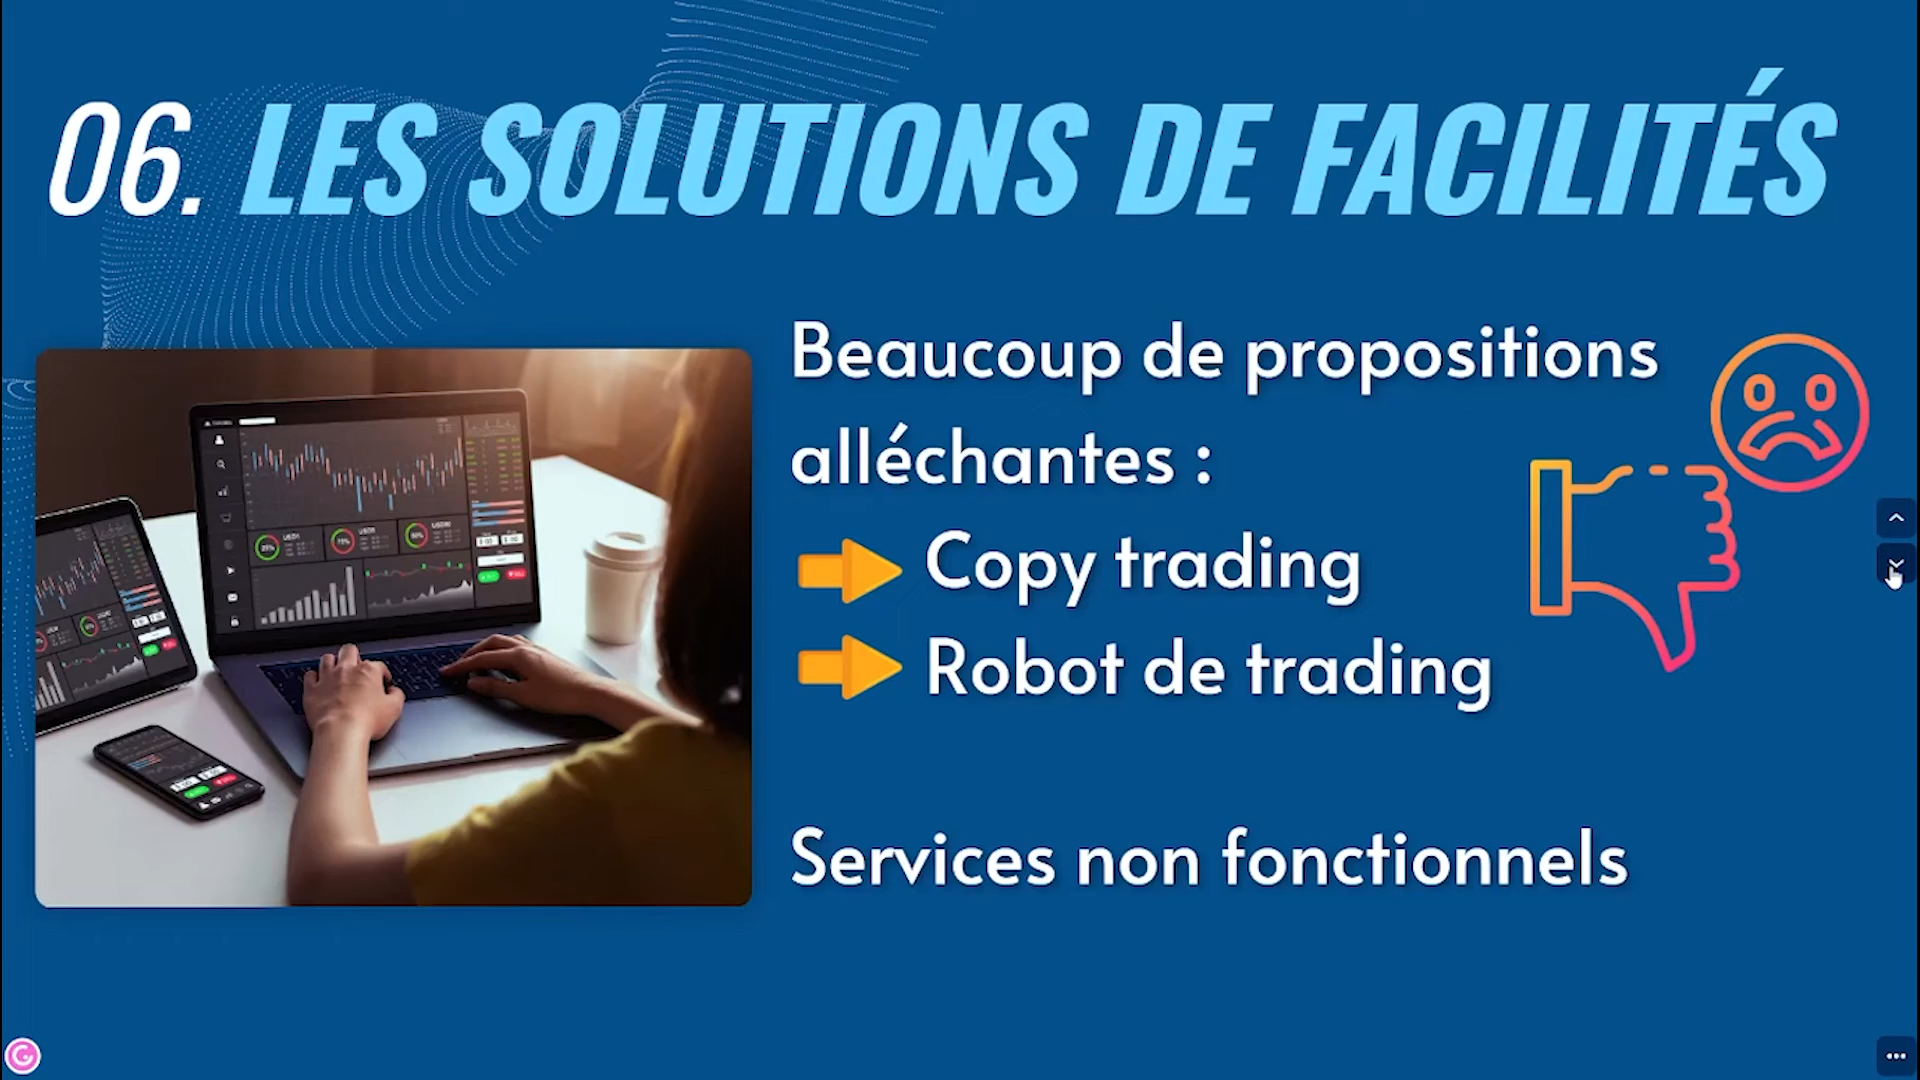 06. LES SOLUTIONS DE FACILITÉS
Beaucoup de propositions
alléchantes :
Copy trading
Robot de trading
Services non fonctionnels